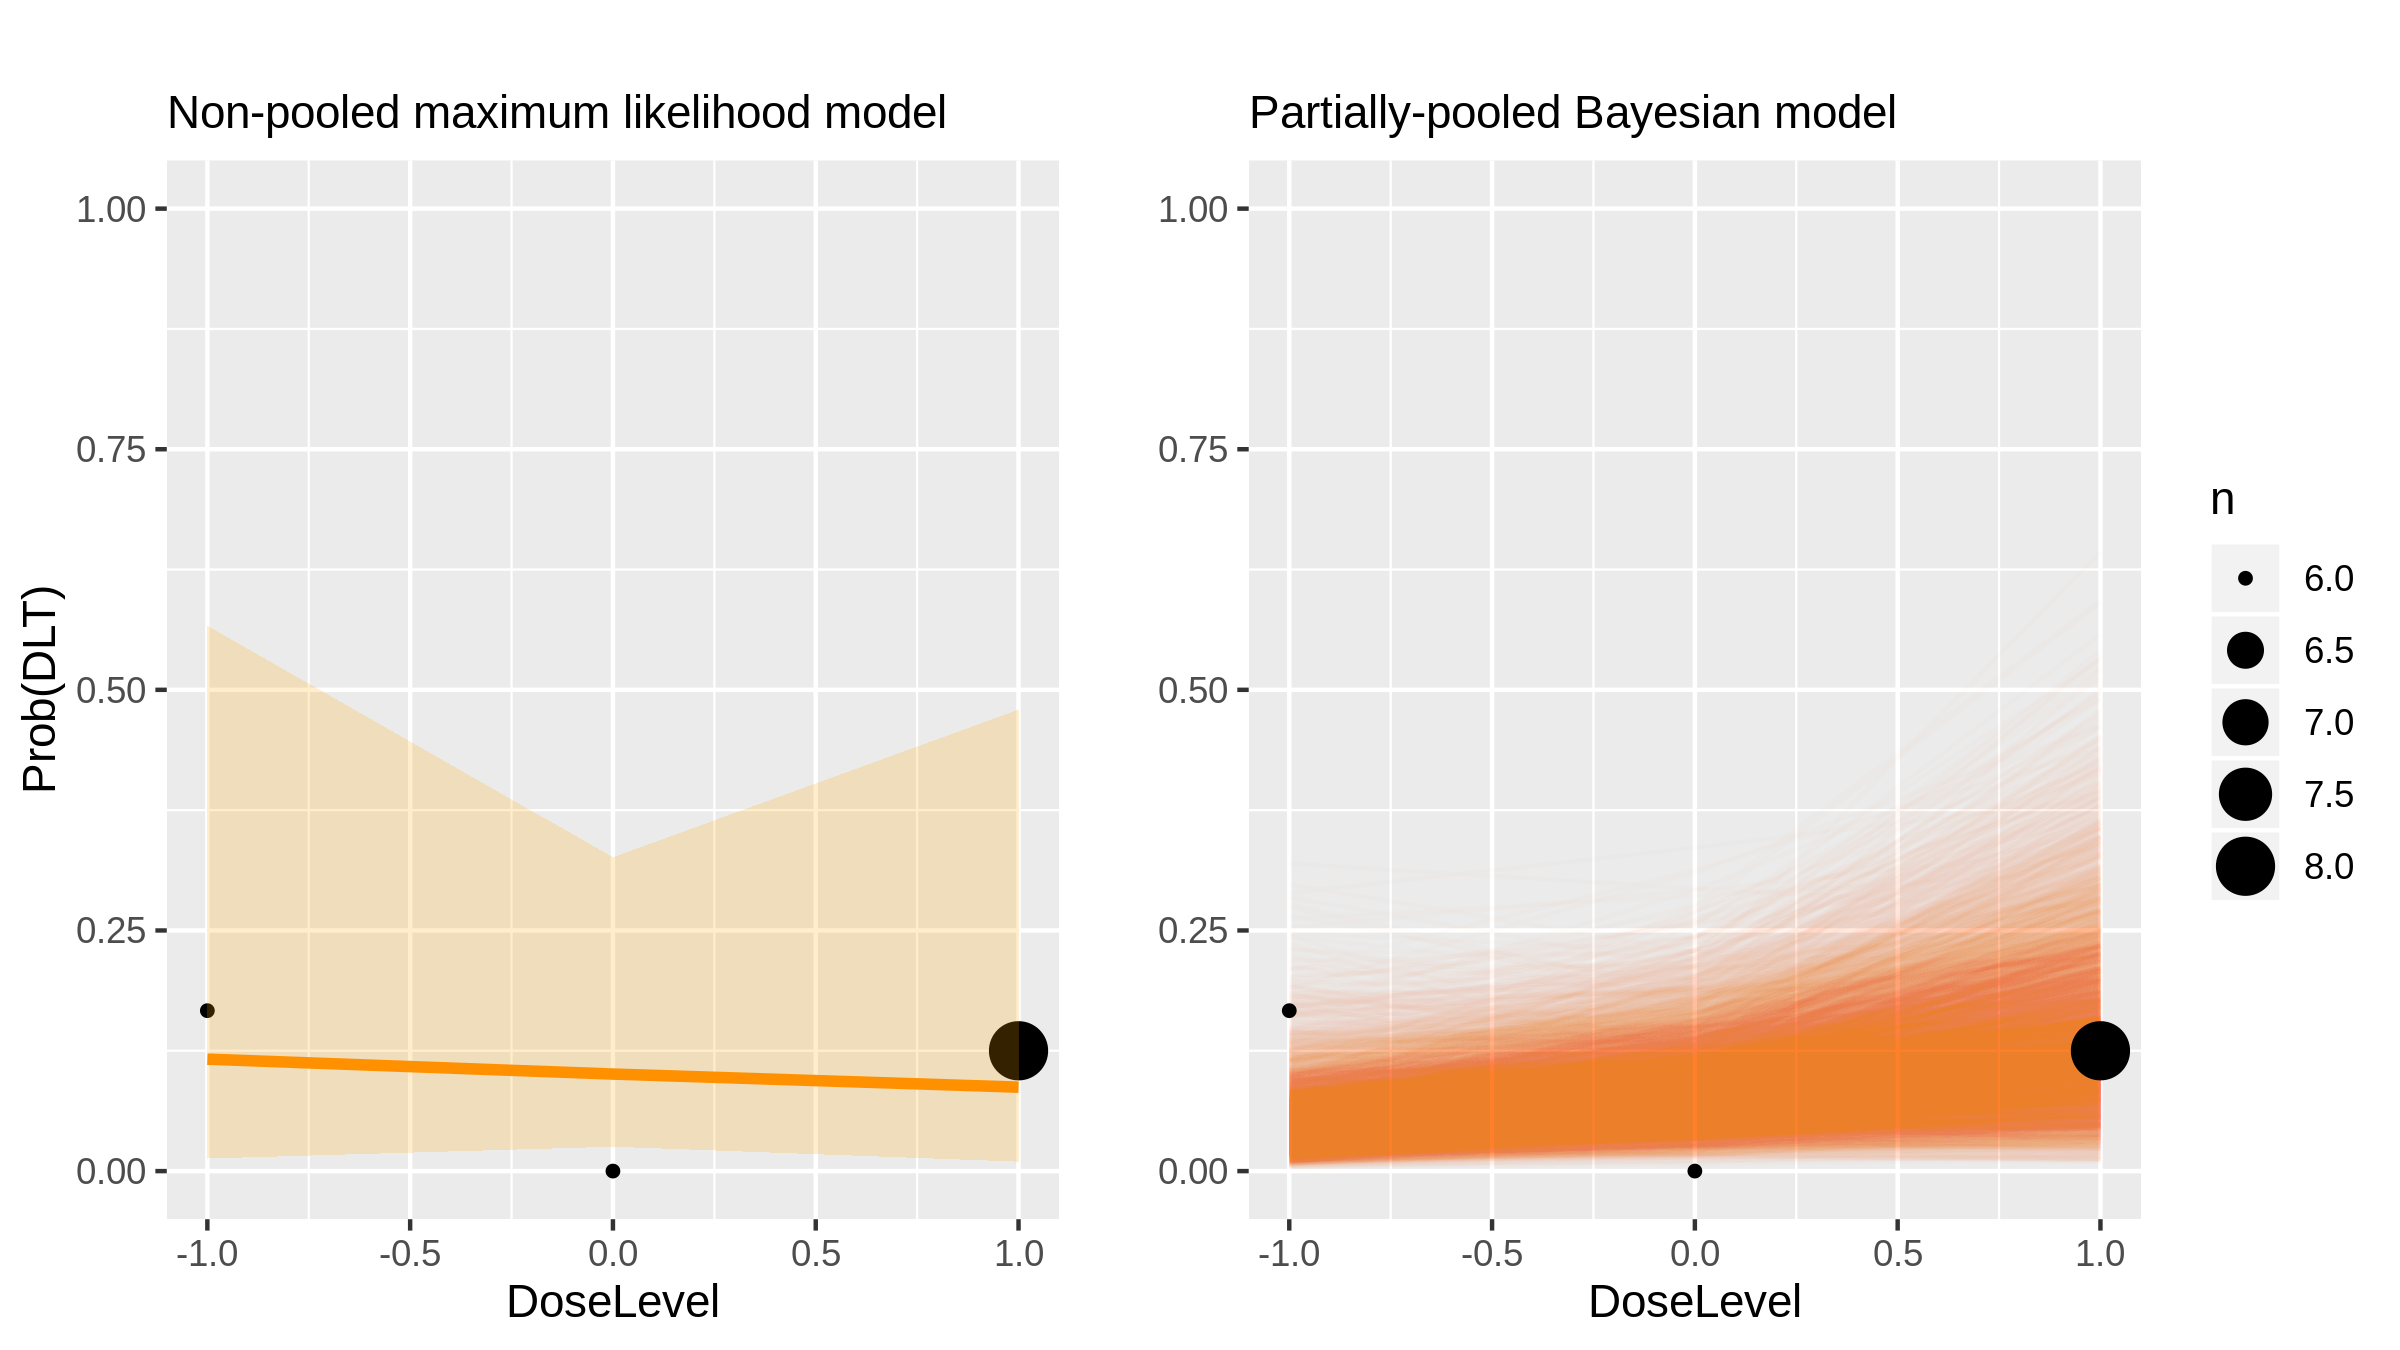 Non-pooled maximum likelihood model
Prob(DLT)
1.00
0.75
0.50
0.25
0.00
-1.0 -0.5 0.0 0.5 1.0
DoseLevel
Partially-pooled Bayesian model
1.00
0.75
0.50
0.25
0.00
-1.0 -0.5 0.0 0.5 1.0
DoseLevel
n
6.0
6.5
7.0
7.5
8.0